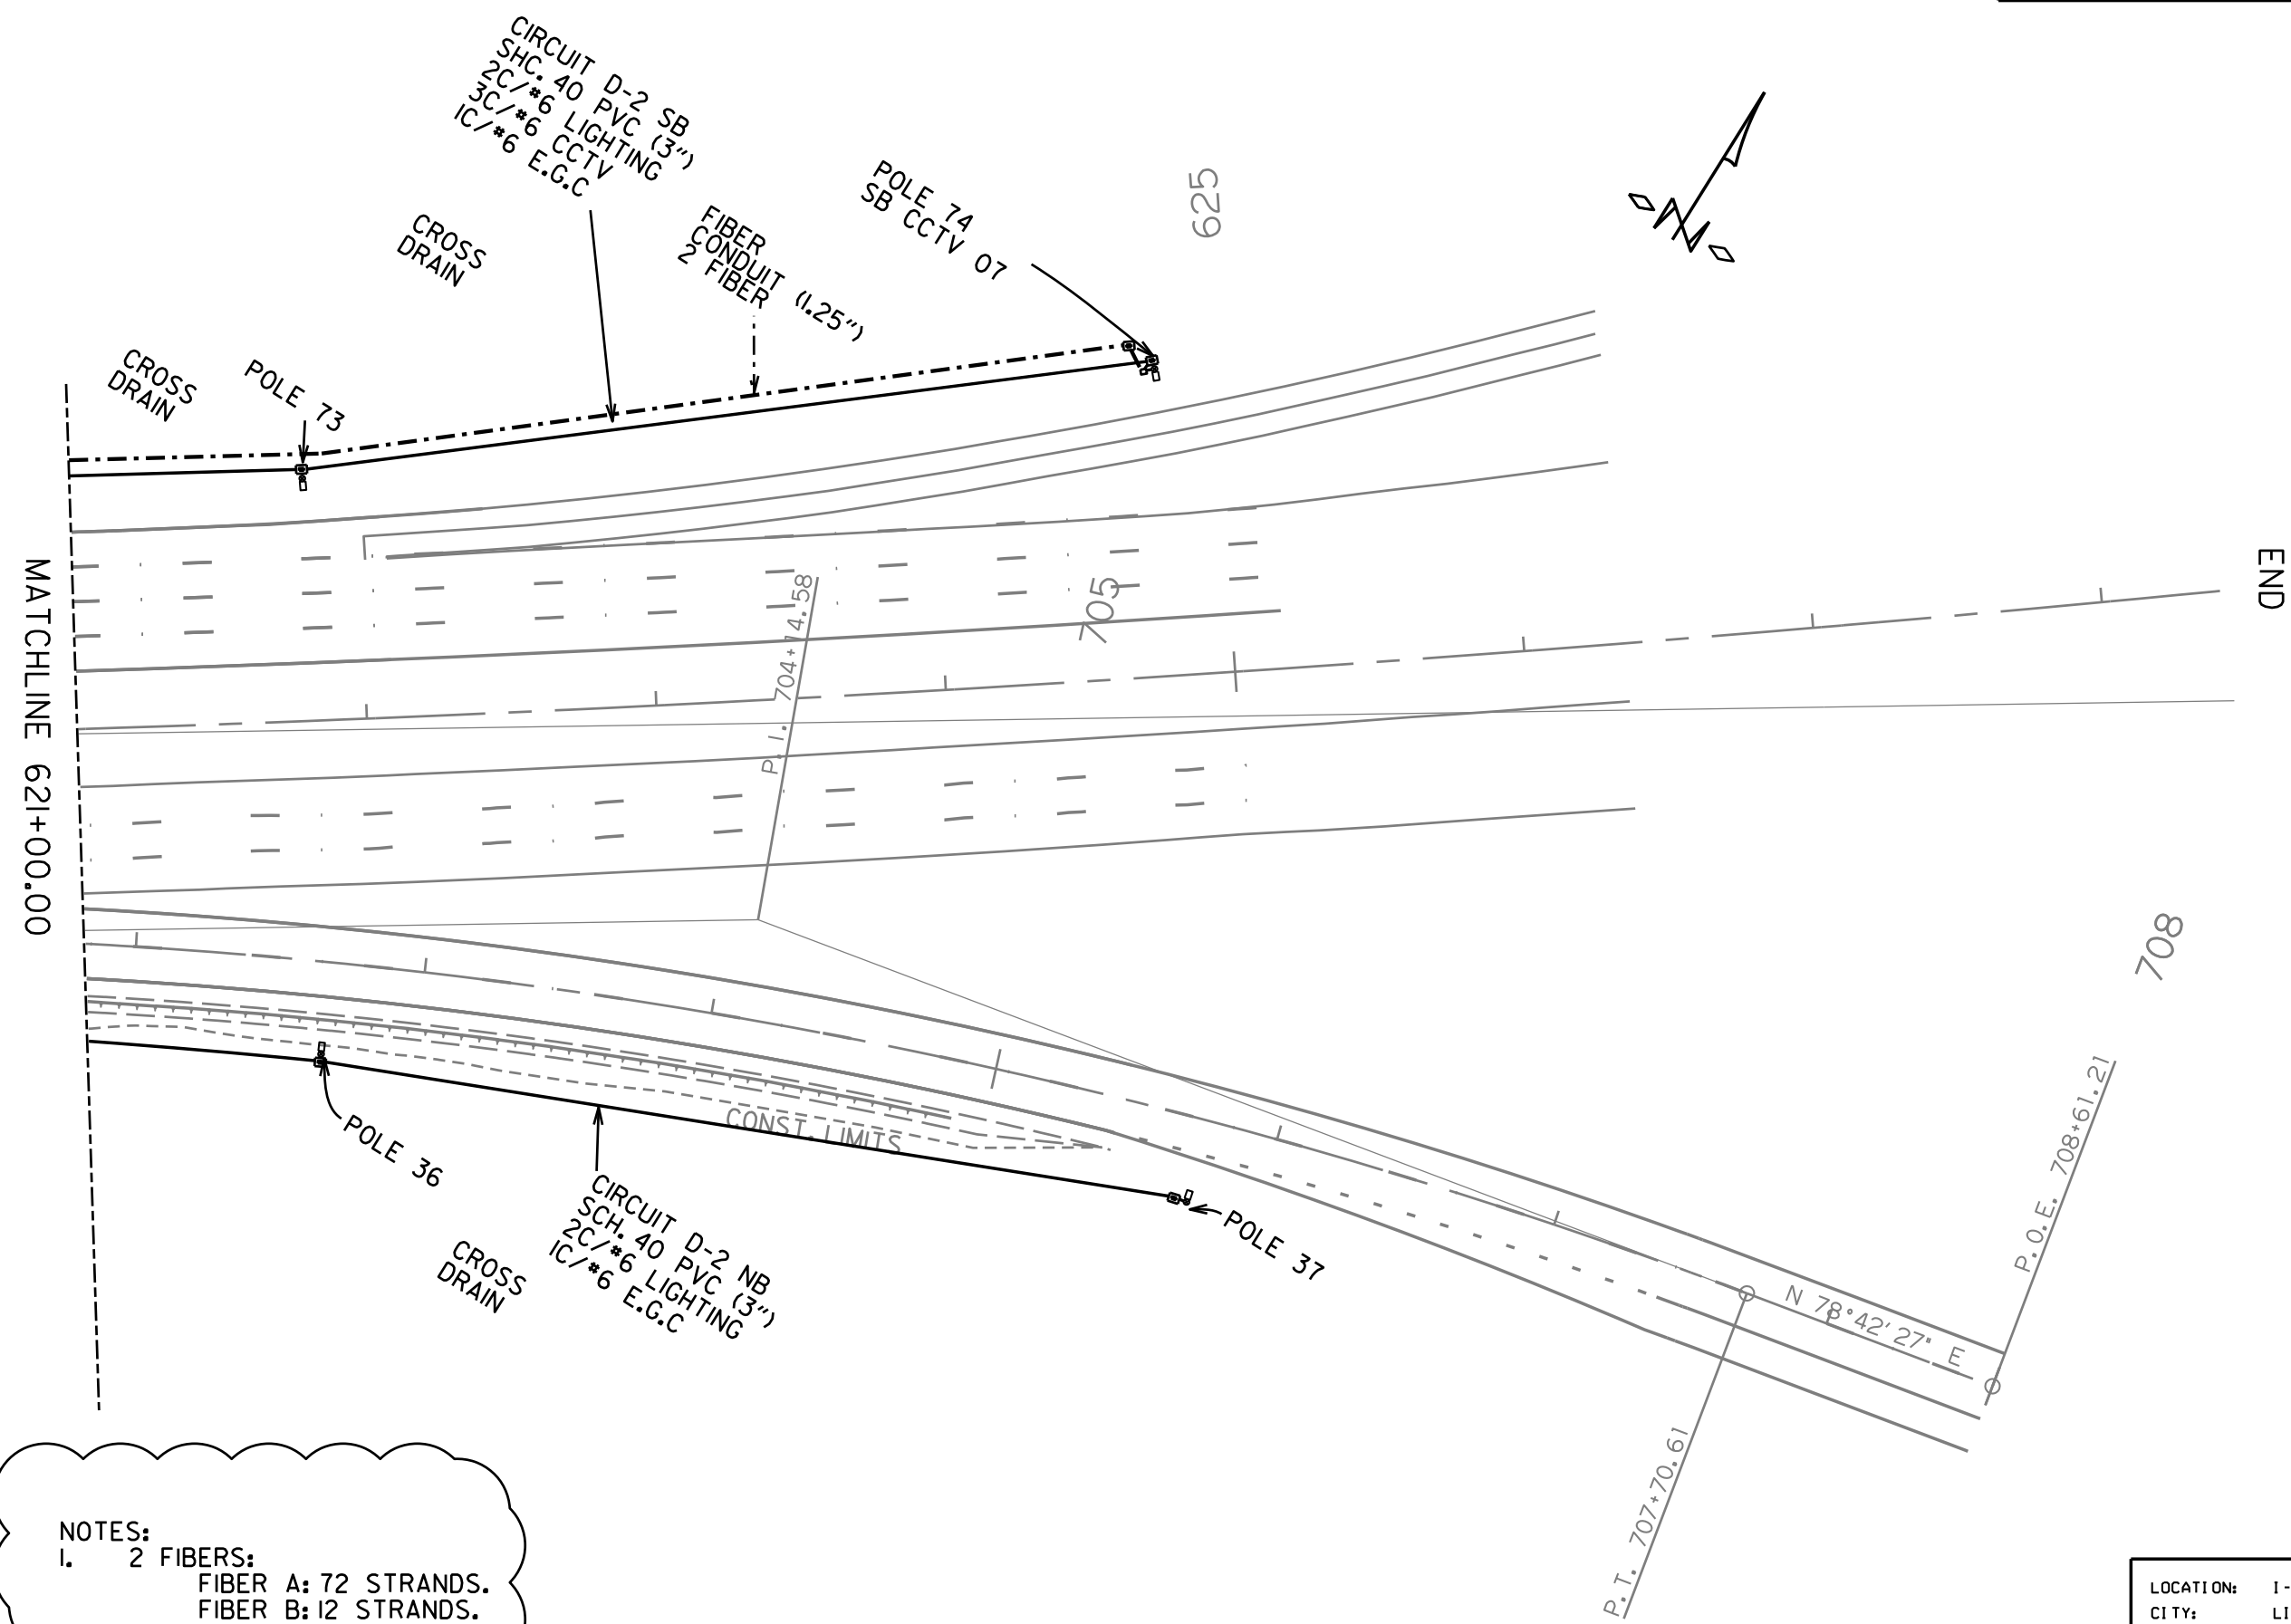 CIRCUIT D-2 SB
SHC. 40 PVC (3")
2C/#6 LIGHTING
3C/#6 CCTV
1C/#6 E.G.C
FIBER
CONDUIT (1.25")
2 FIBER
POLE 74
SB CCTV 07
625
CROSS
DRAIN
CROSS
DRAIN
POLE 73
MATCHLINE 621+00.00
END
P.I. 704+14.58
705
708
CONST. LIMITS
POLE 36
POLE 37
CIRCUIT D-2 NB
SCH. 40 PVC (3")
2C/#6 LIGHTING
1C/#6 E.G.C
CROSS
DRAIN
N 78°42'27" E
P.O.E. 708+61.21
P.T. 707+70.61
NOTES:
1. 2 FIBERS:
FIBER A: 72 STRANDS.
FIBER B: 12 STRANDS.
LOCATION: I-
CITY: LI